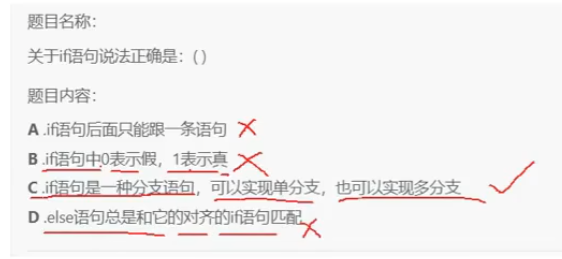 题目名称：
关于if语句说法正确是：( )
题目内容：
A .if语句后面只能跟一条语句
B .if语句中0表示假，1表示真
C .if语句是一种分支语句，可以实现单分支，也可以实现多分支
D .else语句总是和它的对齐的if语句匹配